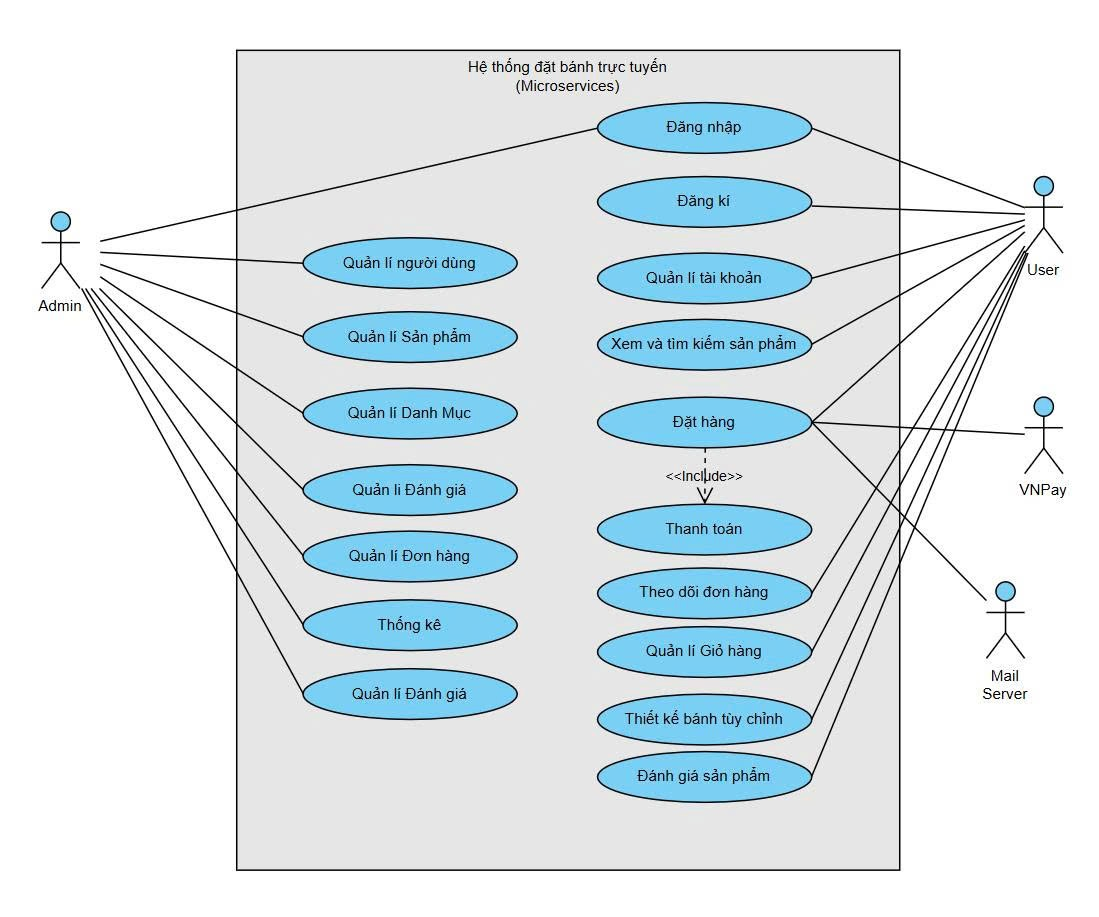 Hệ thống đặt bánh trực tuyến
(Microservices)
Đăng nhập
Đăng kí
Quản lí người dùng
Quản lí tài khoản
User
Admin
Quản lí Sản phẩm
Xem và tìm kiếm sản phẩm
Quản lí Danh Mục
Đặt hàng
<<Include>>
VNPay
Quản li Đánh giá
Thanh toán
Quản lí Đơn hàng
Theo dõi đơn hàng
Thống kê
Quản lí Giỏ hàng
Mail
Server
Quản lí Đánh giá
Thiết kế bánh tùy chỉnh
Đánh giá sản phẩm